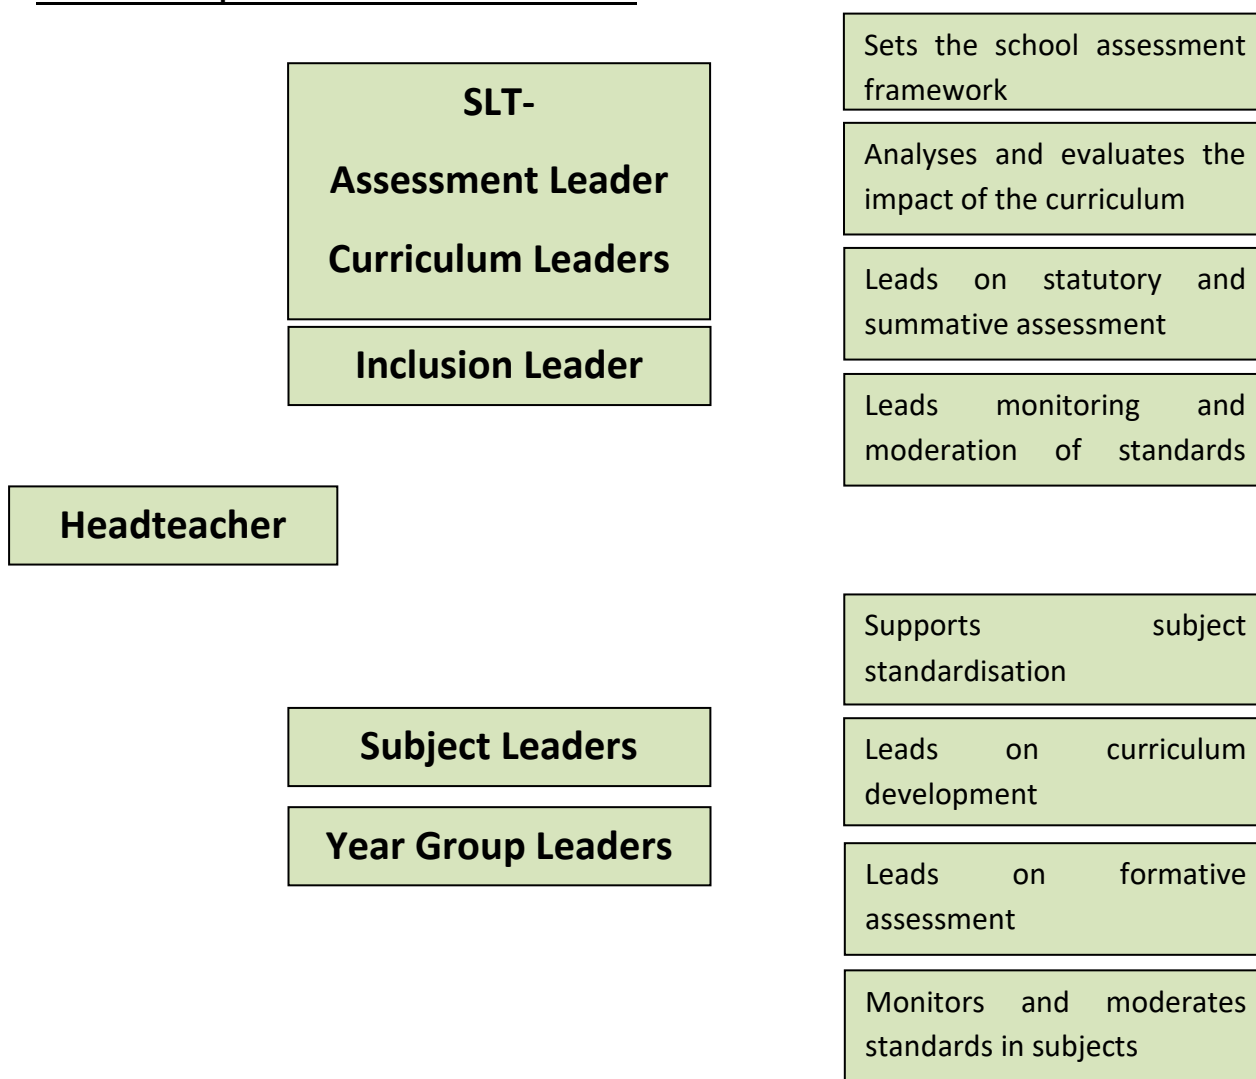 SLT-
Assessment Leader
Curriculum Leaders
Inclusion Leader
Headteacher
Subject Leaders
Year Group Leaders
Sets the school assessment
framework
Analyses and evaluates the
impact of the curriculum
Leads on statutory and
summative assessment
Leads monitoring and
moderation of standards
Supports subject
standardisation
Leads on curriculum
development
Leads on formative
assessment
Monitors and moderates
standards in subjects